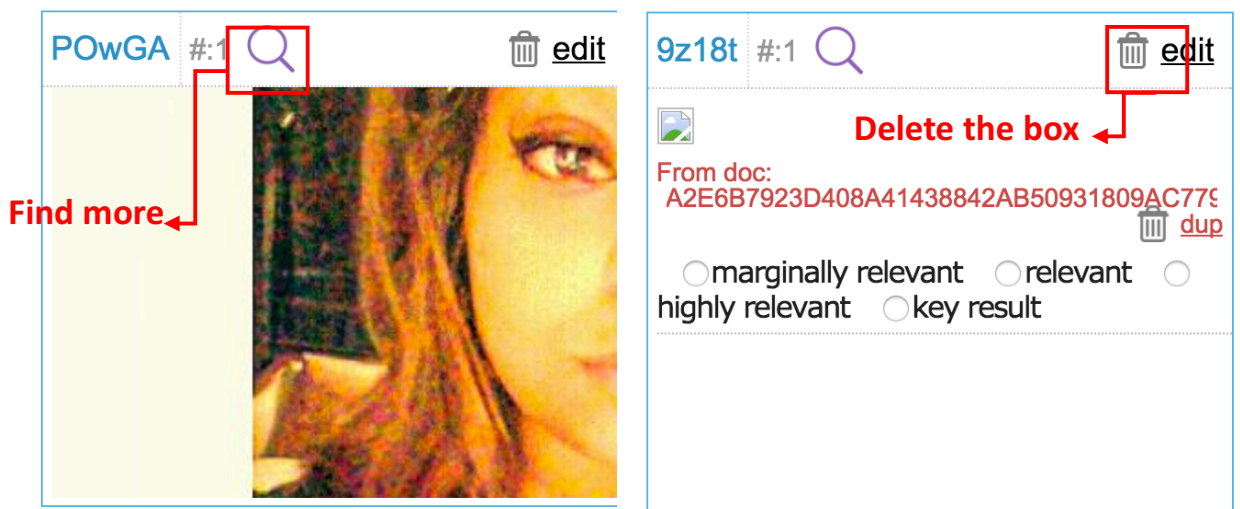 POwGA #:1 edit
Find more
9z18t #:1 edit
Delete the box
From doc:
A2E6B7923D408A41438842AB50931809AC779
dup
marginally relevant relevant
highly relevant key result